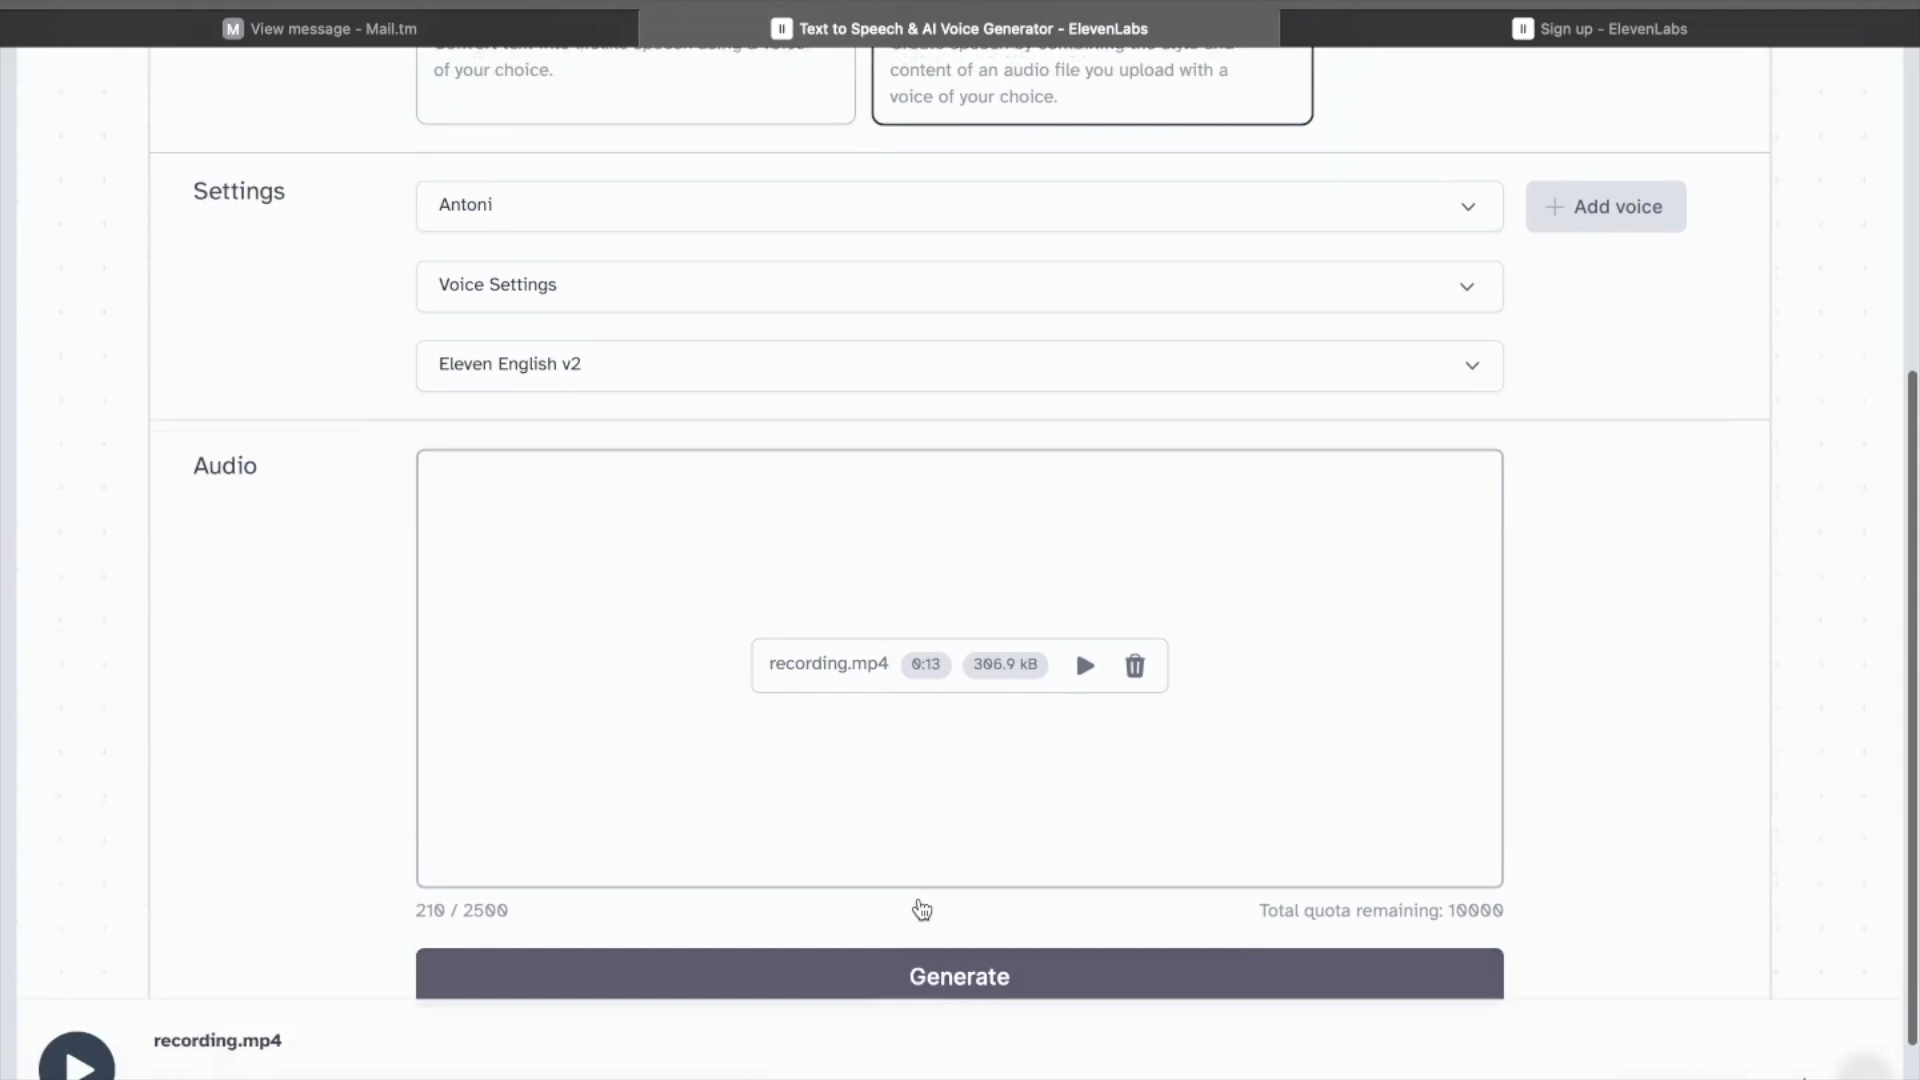 View message - Mail.tm
Text to Speech & AI Voice Generator - ElevenLabs
Sign up - ElevenLabs
of your choice.
content of an audio file you upload with a
voice of your choice.
Settings
Antoni
+ Add voice
Voice Settings
Eleven English v2
Audio
recording.mp4 0:13 306.9 kB
210 / 2500
Total quota remaining: 10000
Generate
recording.mp4